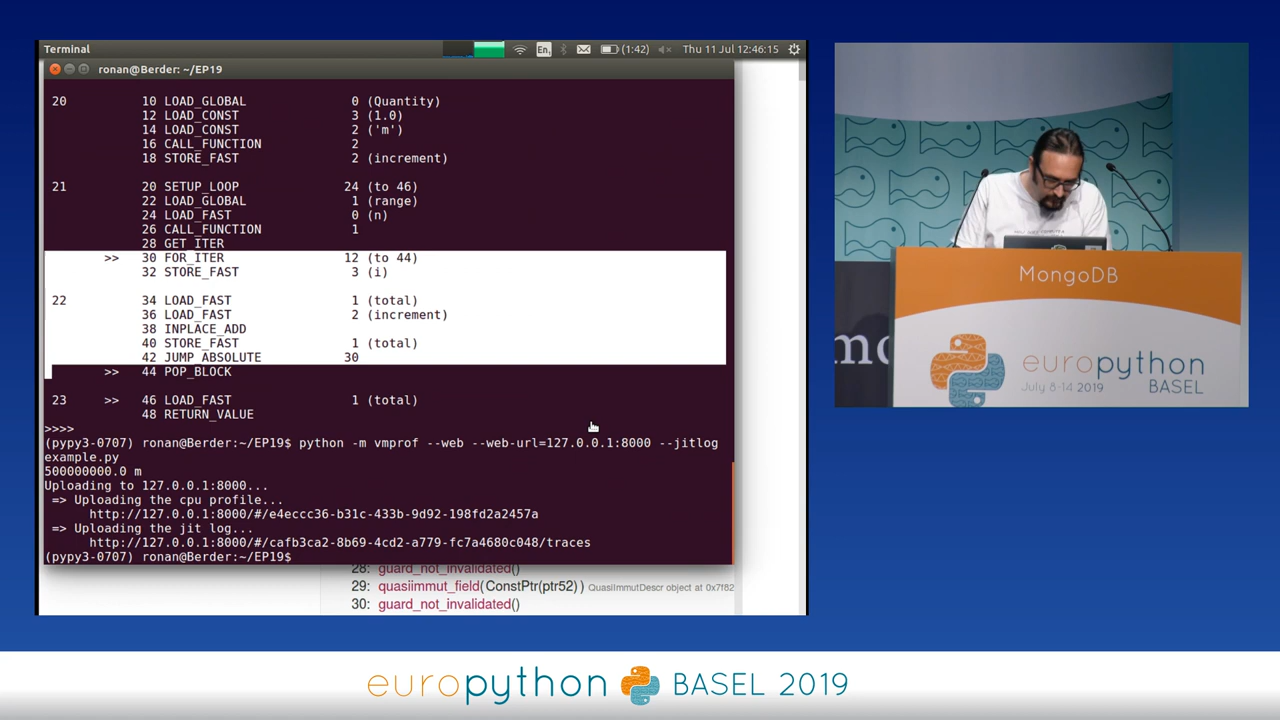 Terminal
En
(1:42)
Thu 11 Jul 12:46:15
ronan@Berder: ~/EP19
20 10 LOAD_GLOBAL 0 (Quantity)
12 LOAD_CONST 3 (1.0)
14 LOAD_CONST 2 ('m')
16 CALL_FUNCTION 2
18 STORE_FAST 2 (increment)
21 20 SETUP_LOOP 24 (to 46)
22 LOAD_GLOBAL 1 (range)
24 LOAD_FAST 0 (n)
26 CALL_FUNCTION 1
28 GET_ITER
>> 30 FOR_ITER 12 (to 44)
32 STORE_FAST 3 (i)
22 34 LOAD_FAST 1 (total)
36 LOAD_FAST 2 (increment)
38 INPLACE_ADD
40 STORE_FAST 1 (total)
42 JUMP_ABSOLUTE 30
>> 44 POP_BLOCK
23 >> 46 LOAD_FAST 1 (total)
48 RETURN_VALUE
>>>>
(pypy3-0707) ronan@Berder:~/EP19$ python -m vmprof --web --web-url=127.0.0.1:8000 --jitlog
example.py
500000000.0 m
Uploading to 127.0.0.1:8000...
=> Uploading the cpu profile...
http://127.0.0.1:8000/#/e4eccc36-b31c-433b-9d92-198fd2a2457a
=> Uploading the jit log...
http://127.0.0.1:8000/#/cafb3ca2-8b69-4cd2-a779-fc7a4680c048/traces
(pypy3-0707) ronan@Berder:~/EP19$
28: guard_not_invalidated()
29: quasiimmut_field(ConstPtr(ptr52)) QuasiImmutDescr object at 0x7f82
30: guard_not_invalidated()
MongoDB
europython
July 8-14 2019 BASEL
europython BASEL 2019